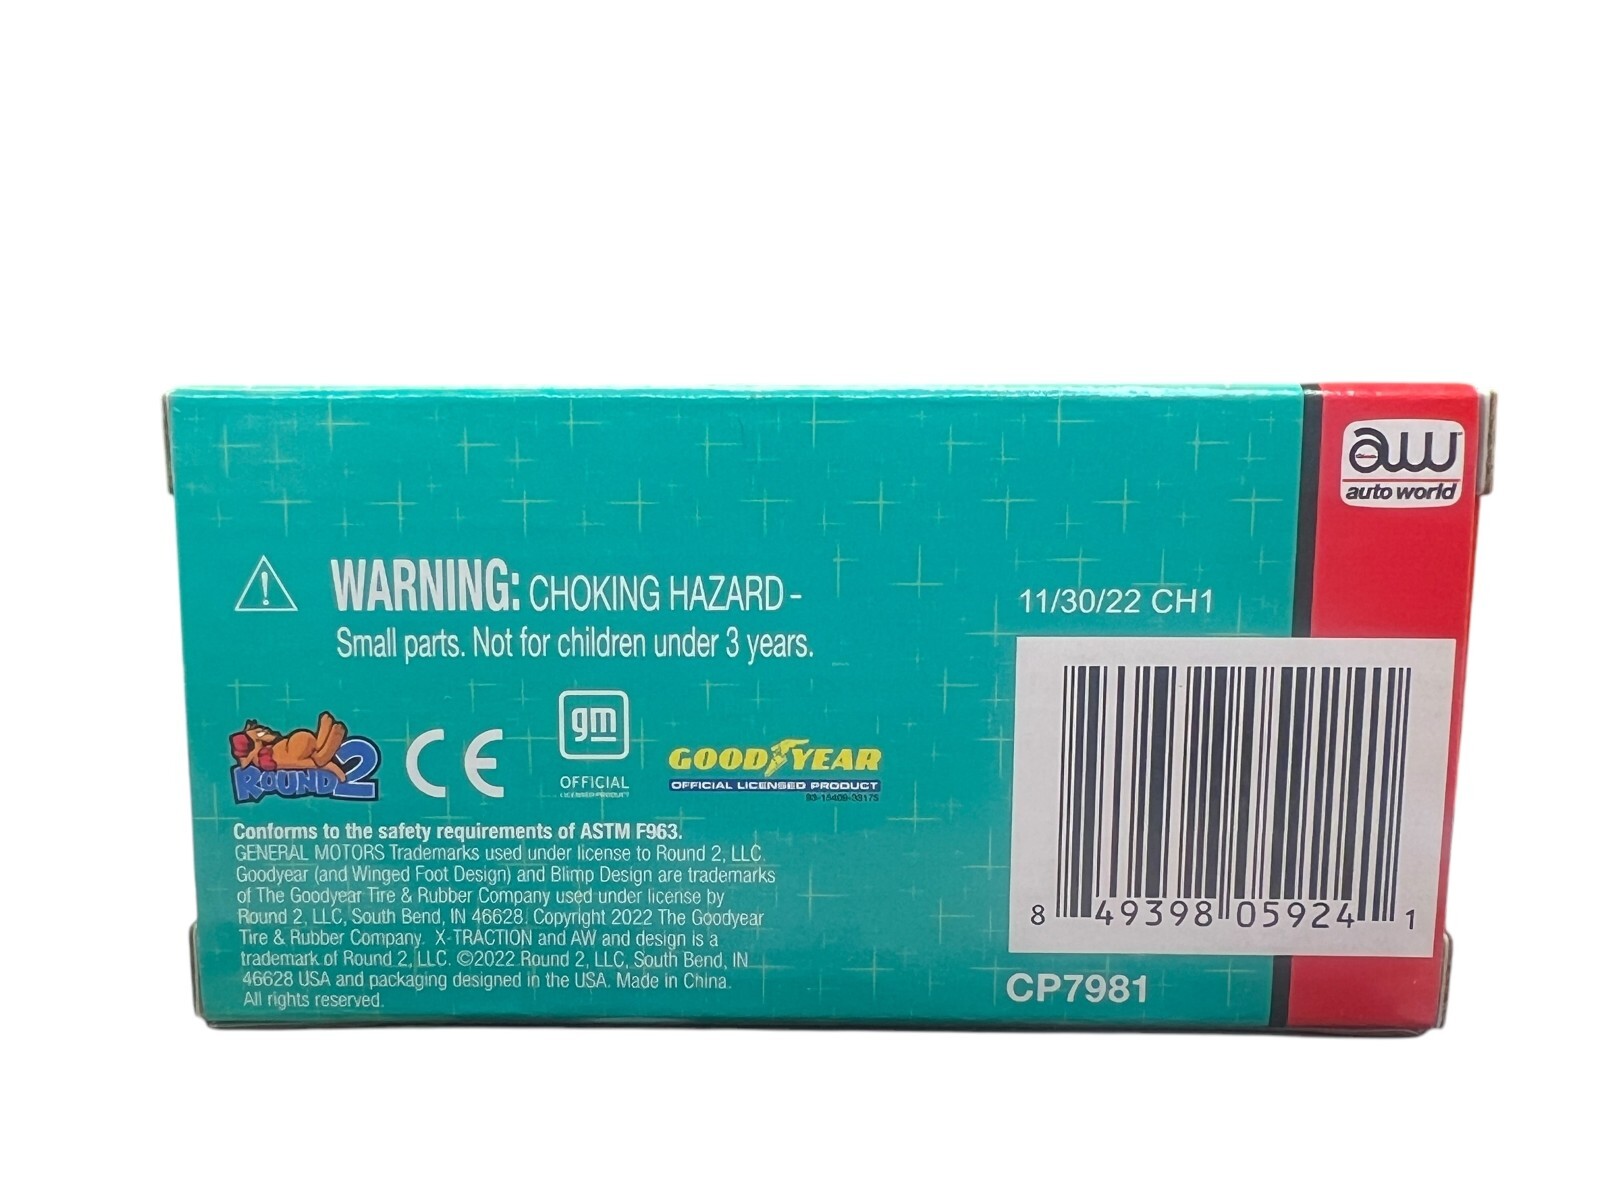 aw
auto world
WARNING: CHOKING HAZARD -
Small parts. Not for children under 3 years.
11/30/22 CH1
ROUND 2
CE
gm
OFFICIAL
LICENSED PRODUCT
GOODYEAR
OFFICIAL LICENSED PRODUCT
Conforms to the safety requirements of ASTM F963.
GENERAL MOTORS Trademarks used under license to Round 2, LLC.
Goodyear (and Winged Foot Design) and Blimp Design are trademarks
of The Goodyear Tire & Rubber Company used under license by
Round 2, LLC, South Bend, IN 46628. Copyright 2022 The Goodyear
Tire & Rubber Company. X-TRACTION and AW and design is a
trademark of Round 2, LLC. ©2022 Round 2, LLC, South Bend, IN
46628 USA and packaging designed in the USA. Made in China.
All rights reserved.
8 49398 05924 1
CP7981